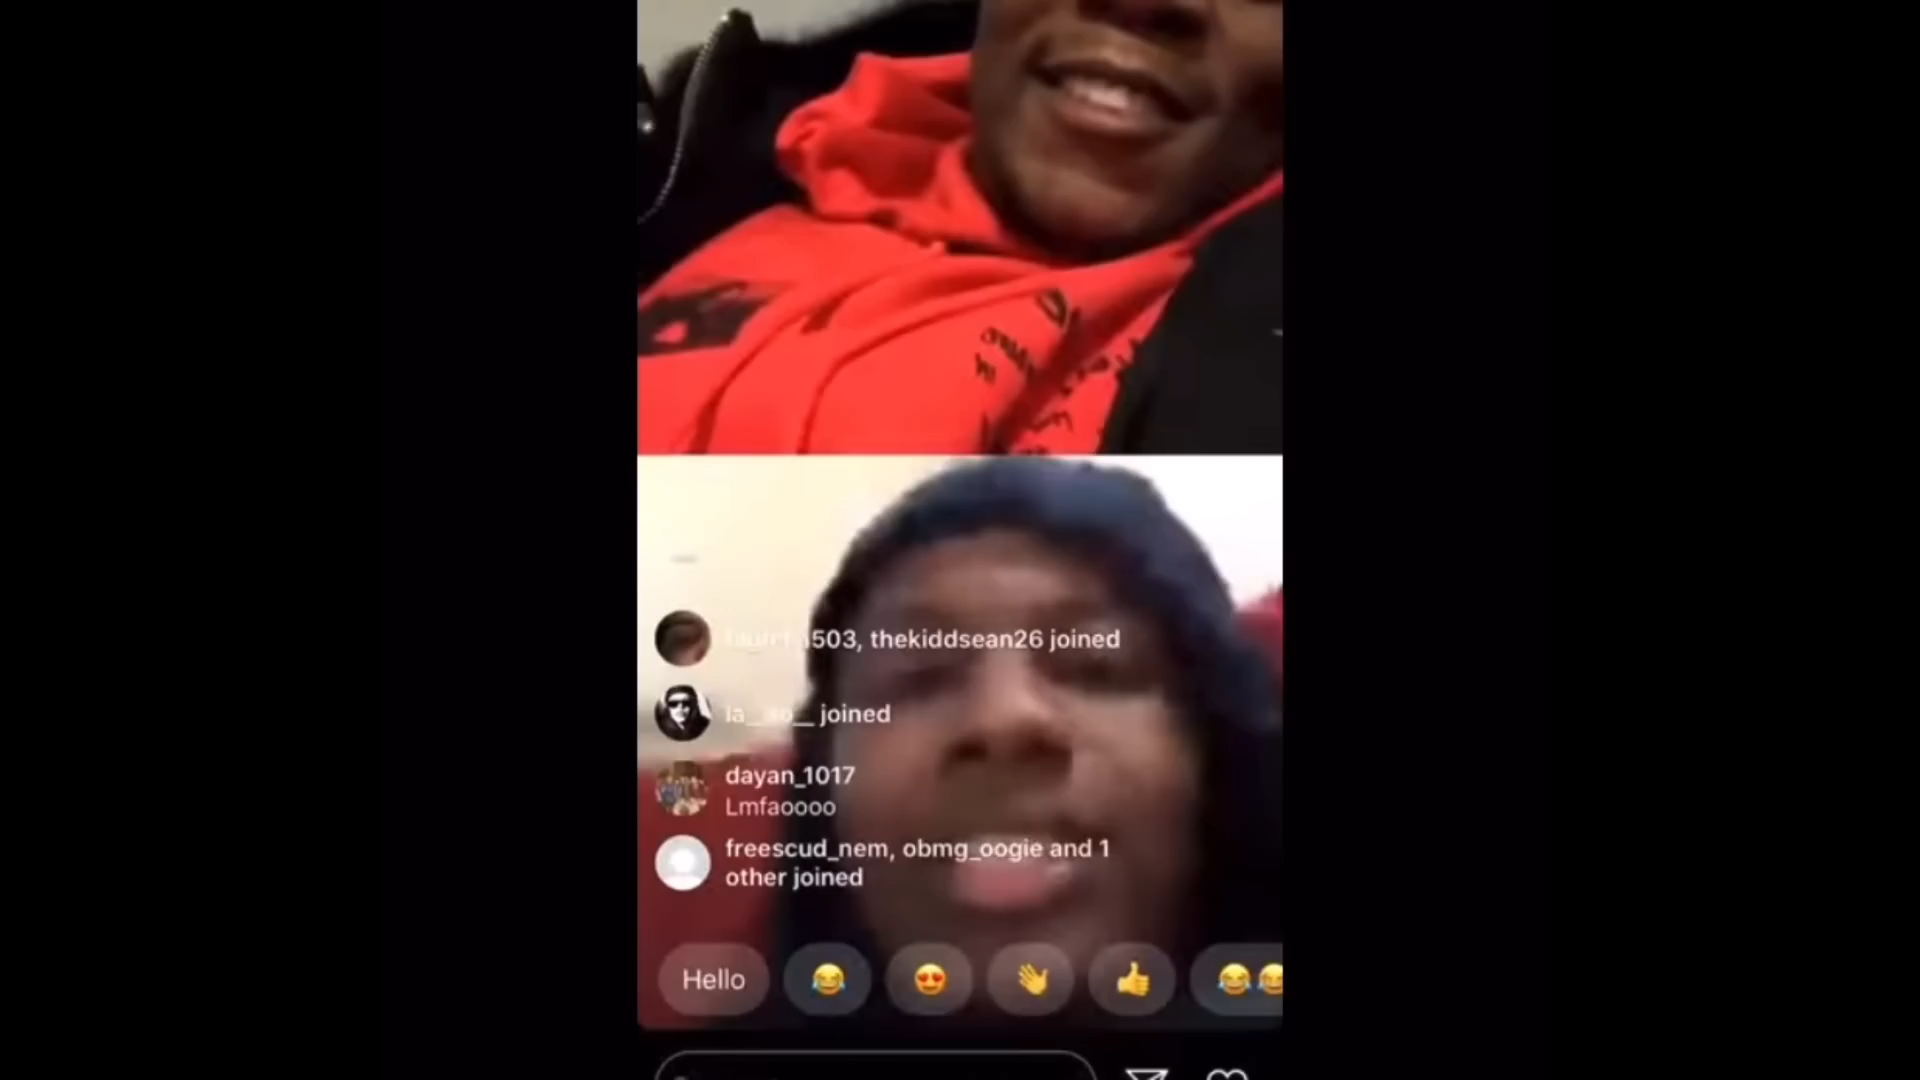 503, thekiddsean26 joined
joined
dayan_1017
Lmfaoooo
freescud_nem, obmg_oogie and 1
other joined
Hello 😂 😍 👋 👍 😂😂